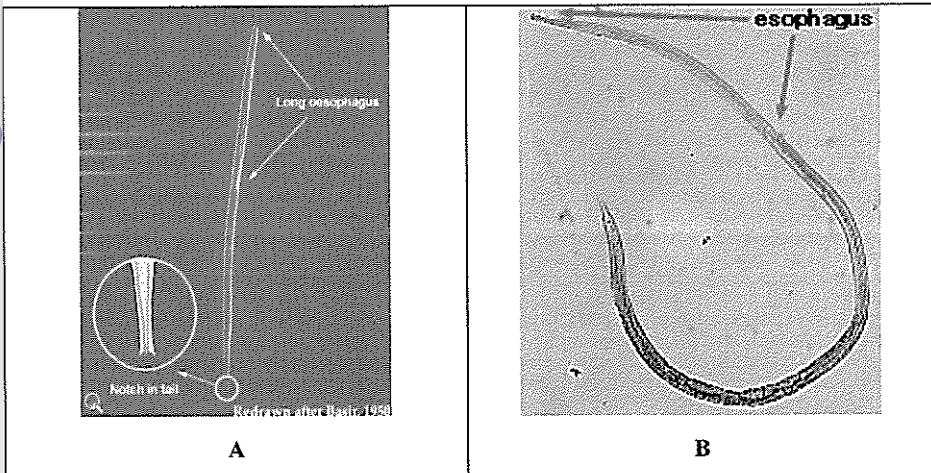 esophagus
Long oesophagus
Notch in tail
Redrawn after Basir, 1950
A
B